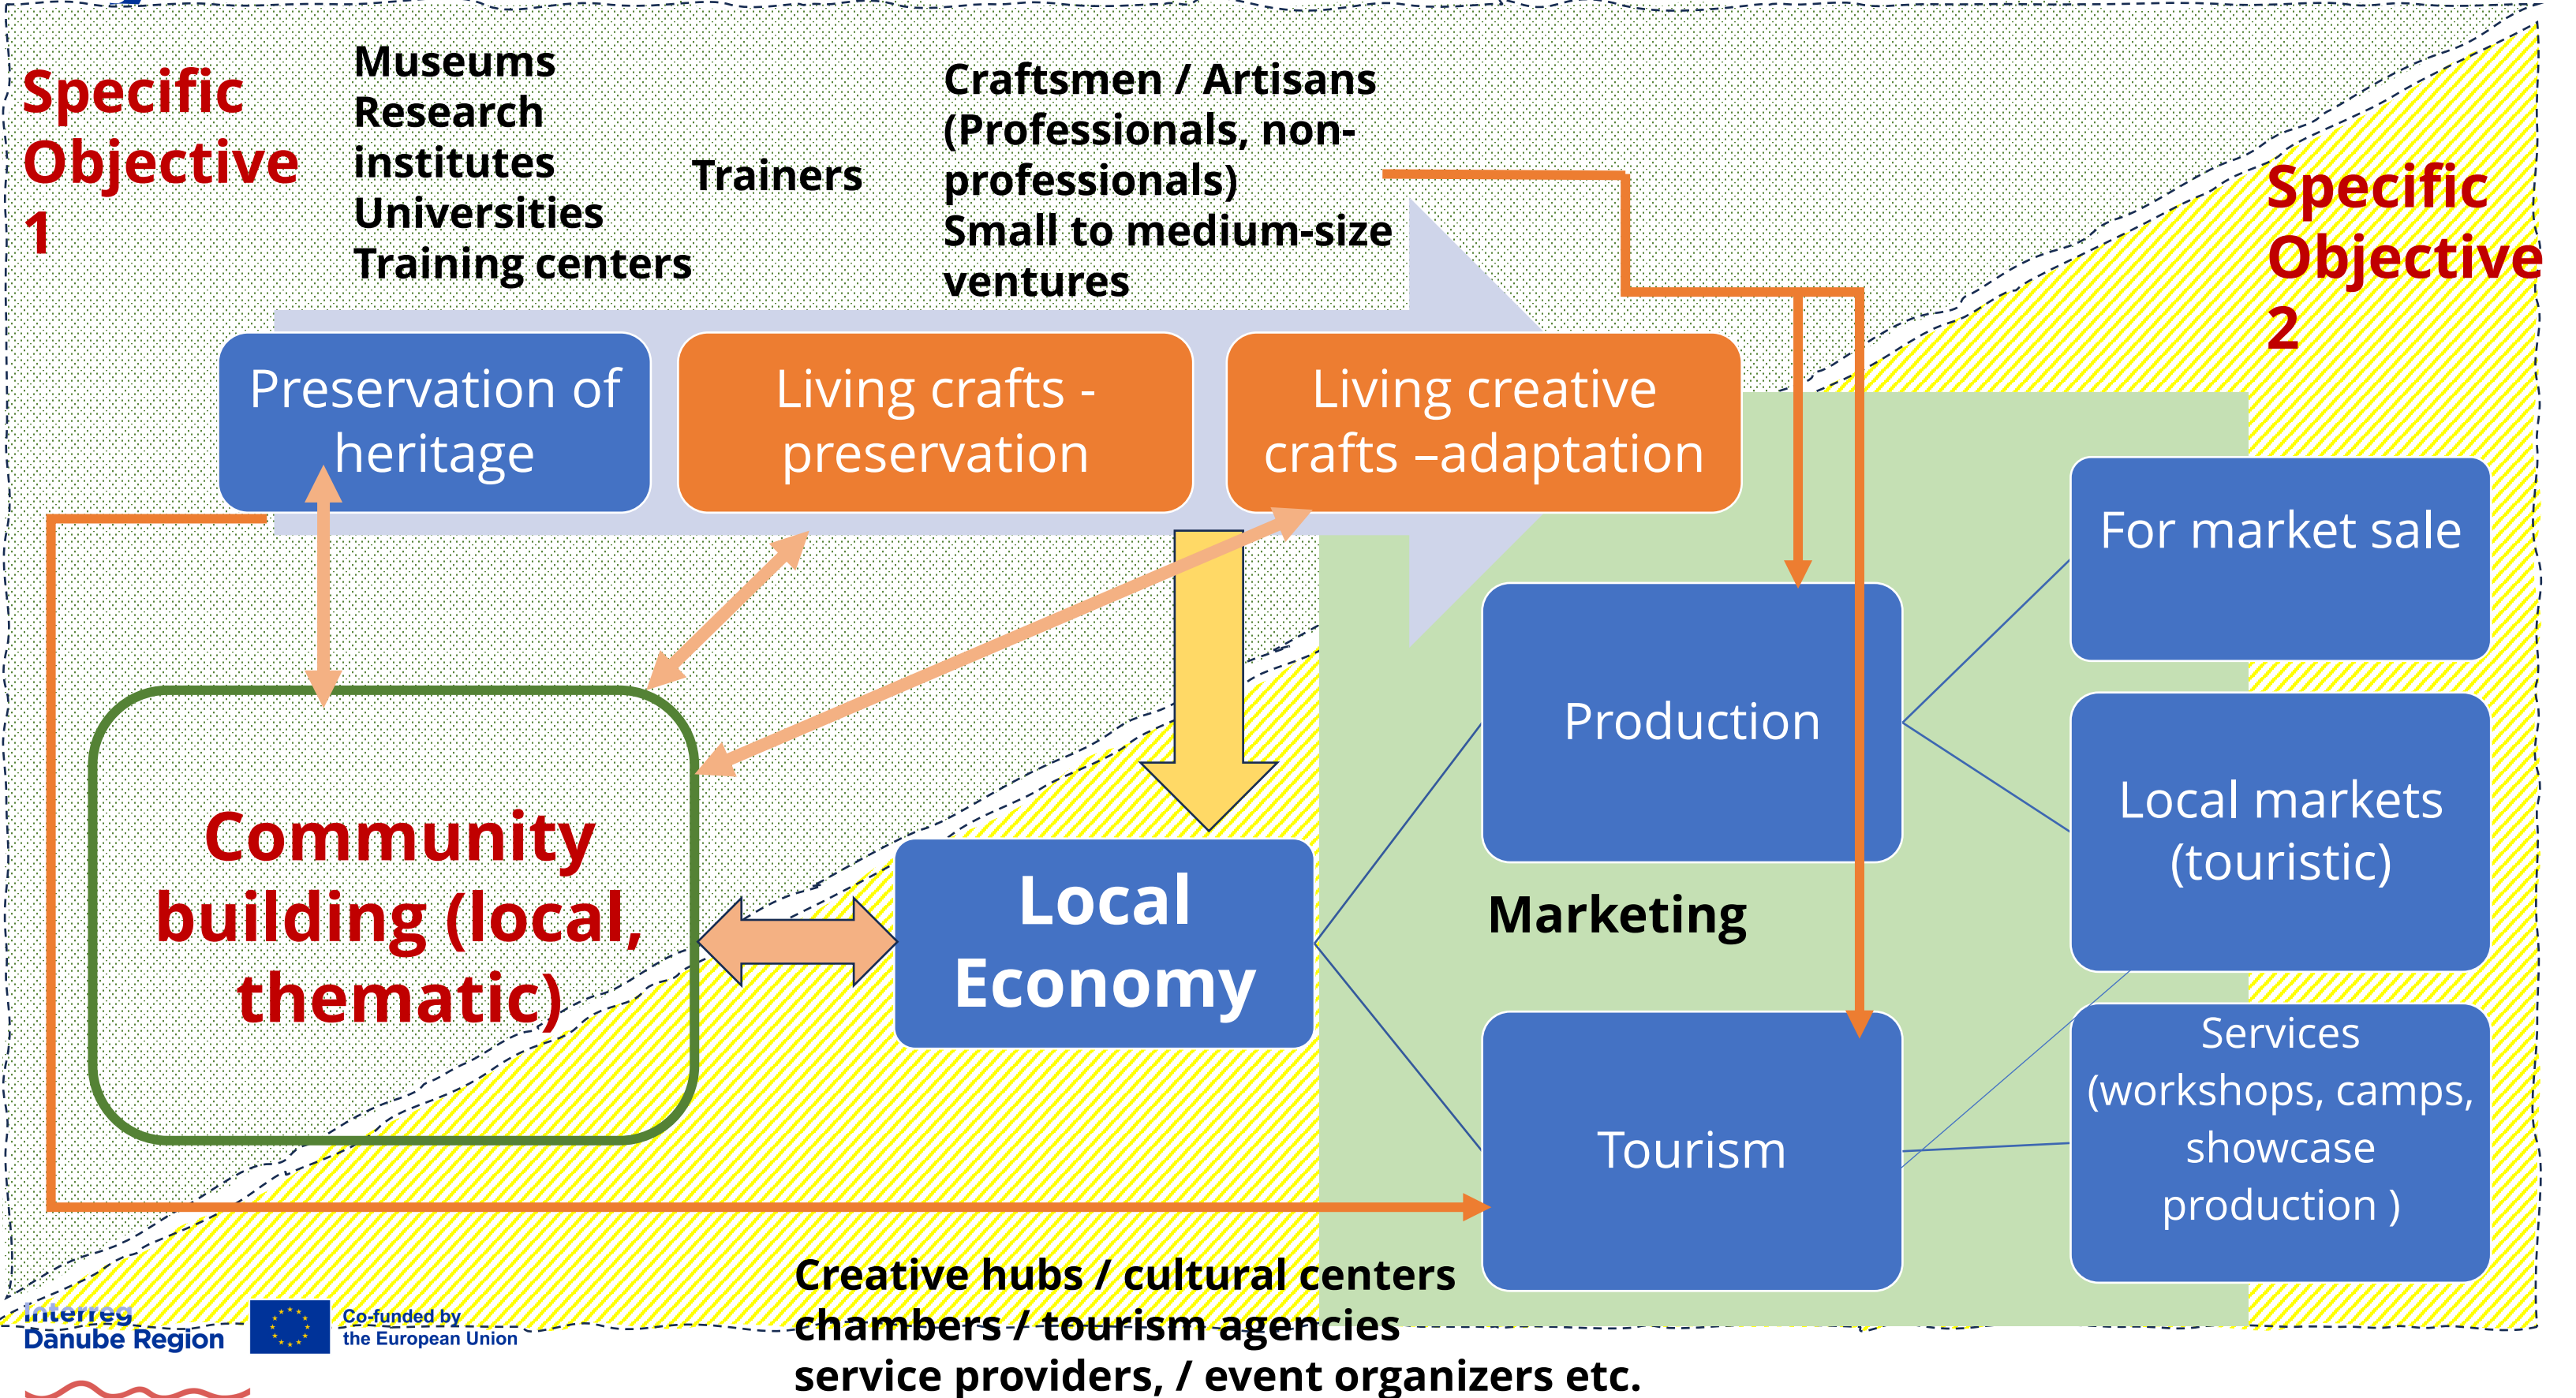 Specific
Objective
1
Museums
Research
institutes
Universities
Training centers
Trainers
Craftsmen / Artisans
(Professionals, non-
professionals)
Small to medium-size
ventures
Specific
Objective
2
Preservation of
heritage
Living crafts -
preservation
Living creative
crafts –adaptation
For market sale
Production
Local markets
(touristic)
Community
building (local,
thematic)
Local
Economy
Marketing
Tourism
Services
(workshops, camps,
showcase
production )
Creative hubs / cultural centers
chambers / tourism agencies
service providers, / event organizers etc.
Interreg
Danube Region
Co-funded by
the European Union